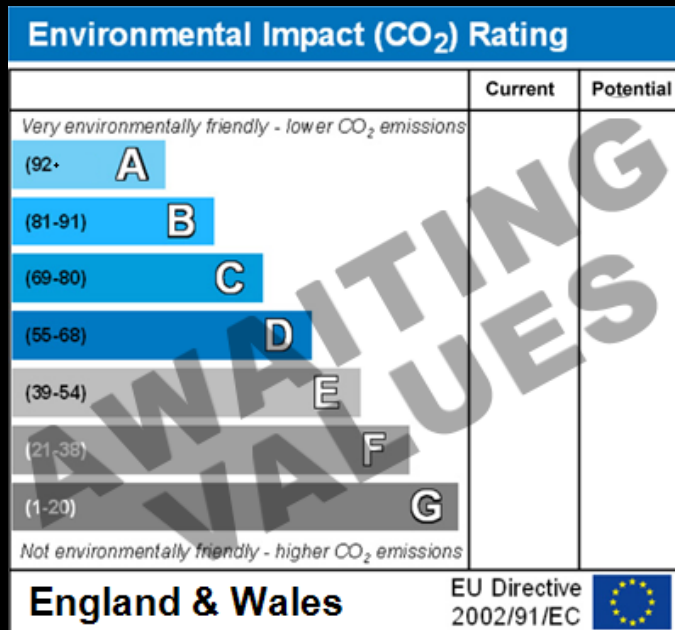 Environmental Impact (CO₂) Rating
Current Potential
Very environmentally friendly - lower CO₂ emissions
(92+ A
(81-91) B
(69-80) C
(55-68) D
(39-54) E
(21-38) F
(1-20) G
Not environmentally friendly - higher CO₂ emissions
AWAITING
VALUES
England & Wales
EU Directive
2002/91/EC